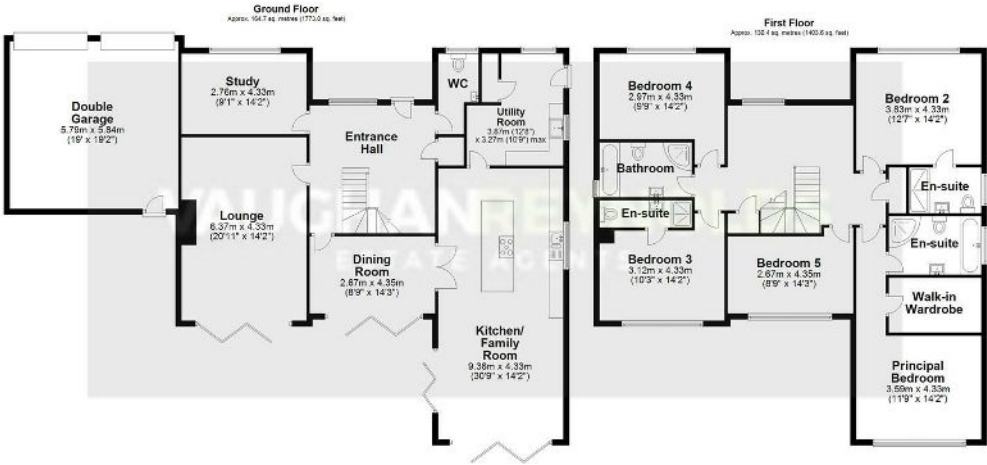 Ground Floor
Approx. 164.7 sq. metres (1773.0 sq. feet)
Double
Garage
5.79m x 5.84m
(19' x 19'2")
Study
2.76m x 4.33m
(9'1" x 14'2")
WC
Utility
Room
3.87m (12'8")
x 3.27m (10'9") max
Entrance
Hall
Lounge
6.37m x 4.33m
(20'11" x 14'2")
Dining
Room
2.67m x 4.35m
(8'9" x 14'3")
Kitchen/
Family
Room
9.36m x 4.33m
(30'9" x 14'2")
First Floor
Approx. 130.4 sq. metres (1403.6 sq. feet)
Bedroom 4
2.97m x 4.33m
(9'9" x 14'2")
Bedroom 2
3.83m x 4.33m
(12'7" x 14'2")
Bathroom
En-suite
En-suite
En-suite
Bedroom 3
3.12m x 4.33m
(10'3" x 14'2")
Bedroom 5
2.67m x 4.35m
(8'9" x 14'3")
Walk-in
Wardrobe
Principal
Bedroom
3.59m x 4.33m
(11'9" x 14'2")
ESTATE AGENTS